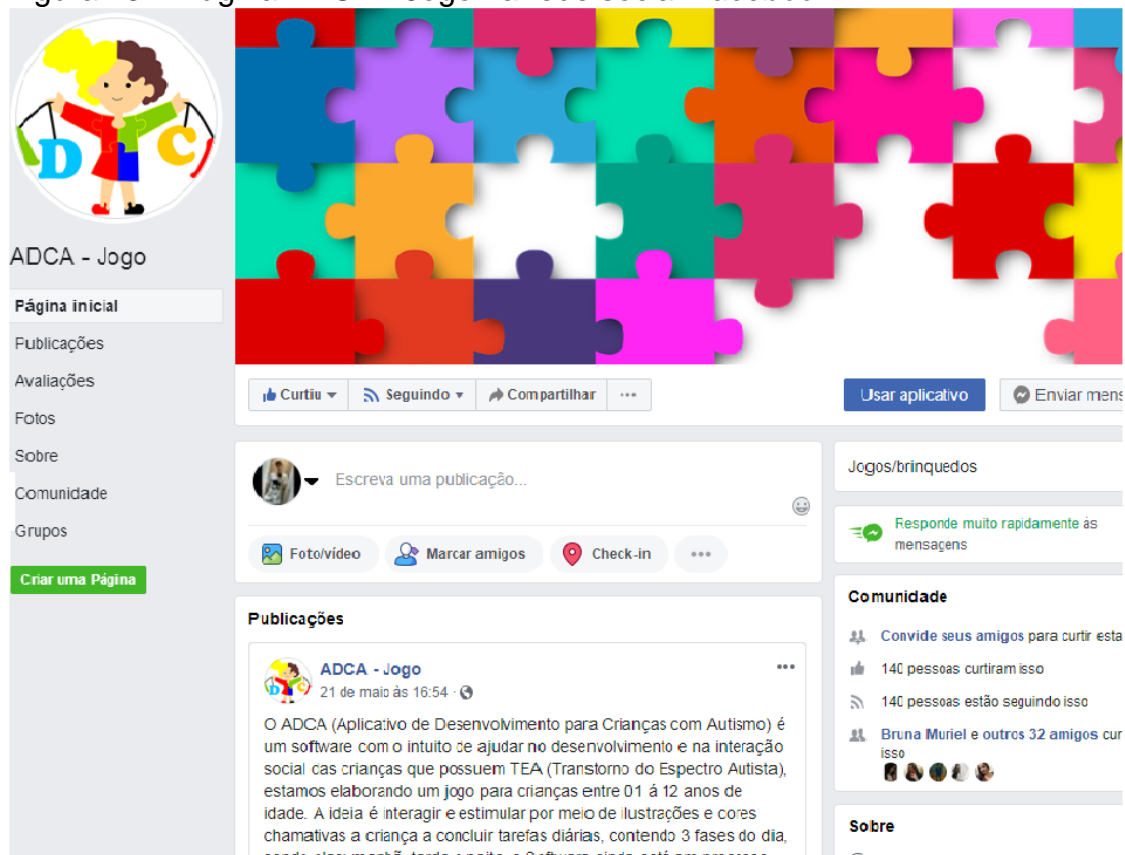 D C
ADCA - Jogo
Página inicial
Publicações
Avaliações
Fotos
Sobre
Comunidade
Grupos
Criar uma Página
Curtiu
Seguindo
Compartilhar
Usar aplicativo
Enviar mens
Escreva uma publicação...
Foto/vídeo
Marcar amigos
Check-in
Publicações
ADCA - Jogo
21 de maio às 16:54
O ADCA (Aplicativo de Desenvolvimento para Crianças com Autismo) é
um software com o intuito de ajudar no desenvolvimento e na interação
social das crianças que possuem TEA (Transtorno do Espectro Autista),
estamos elaborando um jogo para crianças entre 01 á 12 anos de
idade. A ideia é interagir e estimular por meio de ilustrações e cores
chamativas a criança a concluir tarefas diárias, contendo 3 fases do dia,
Jogos/brinquedos
Responde muito rapidamente às
mensagens
Comunidade
Convide seus amigos para curtir esta
140 pessoas curtiram isso
140 pessoas estão seguindo isso
Bruna Muriel e outros 32 amigos cur
isso
Sobre